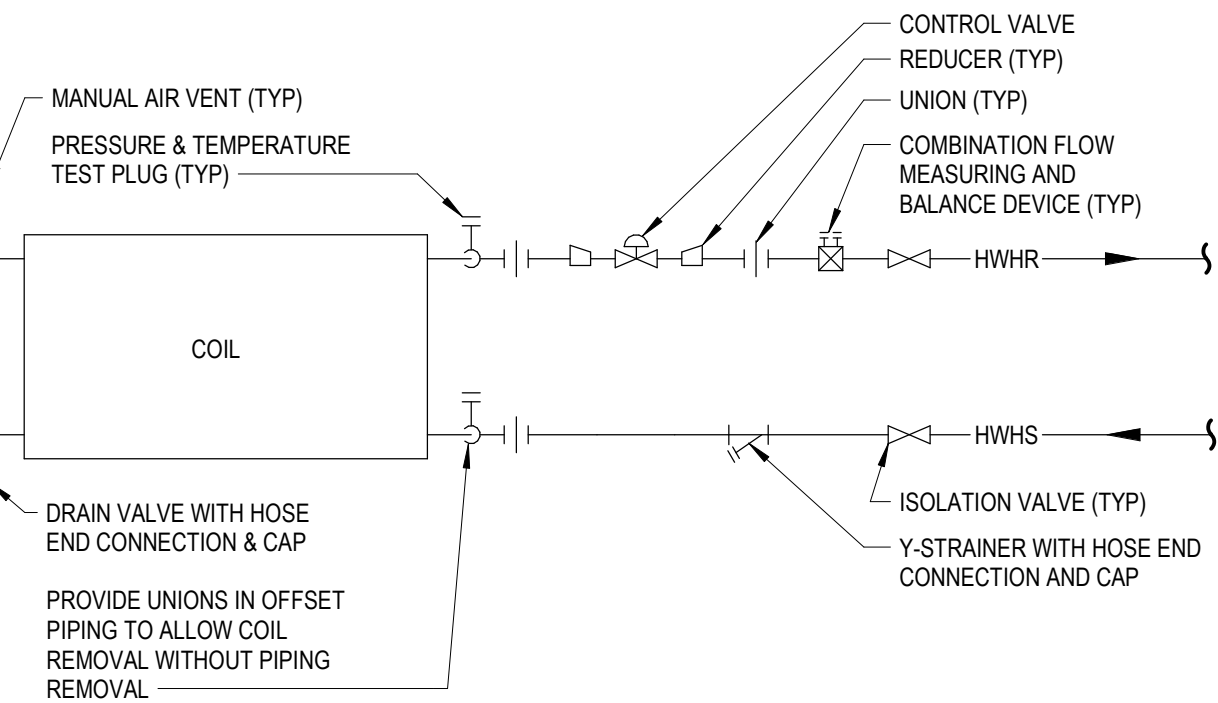 CONTROL VALVE
REDUCER (TYP)
UNION (TYP)
COMBINATION FLOW
MEASURING AND
BALANCE DEVICE (TYP)
MANUAL AIR VENT (TYP)
PRESSURE & TEMPERATURE
TEST PLUG (TYP)
HWHR
COIL
HWHS
DRAIN VALVE WITH HOSE
END CONNECTION & CAP
ISOLATION VALVE (TYP)
Y-STRAINER WITH HOSE END
CONNECTION AND CAP
PROVIDE UNIONS IN OFFSET
PIPING TO ALLOW COIL
REMOVAL WITHOUT PIPING
REMOVAL